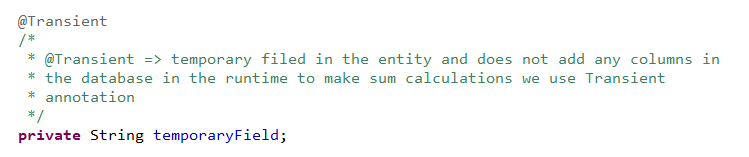 @Transient
/*
 * @Transient => temporary filed in the entity and does not add any columns in
 * the database in the runtime to make sum calculations we use Transient
 * annotation
 */
private String temporaryField;